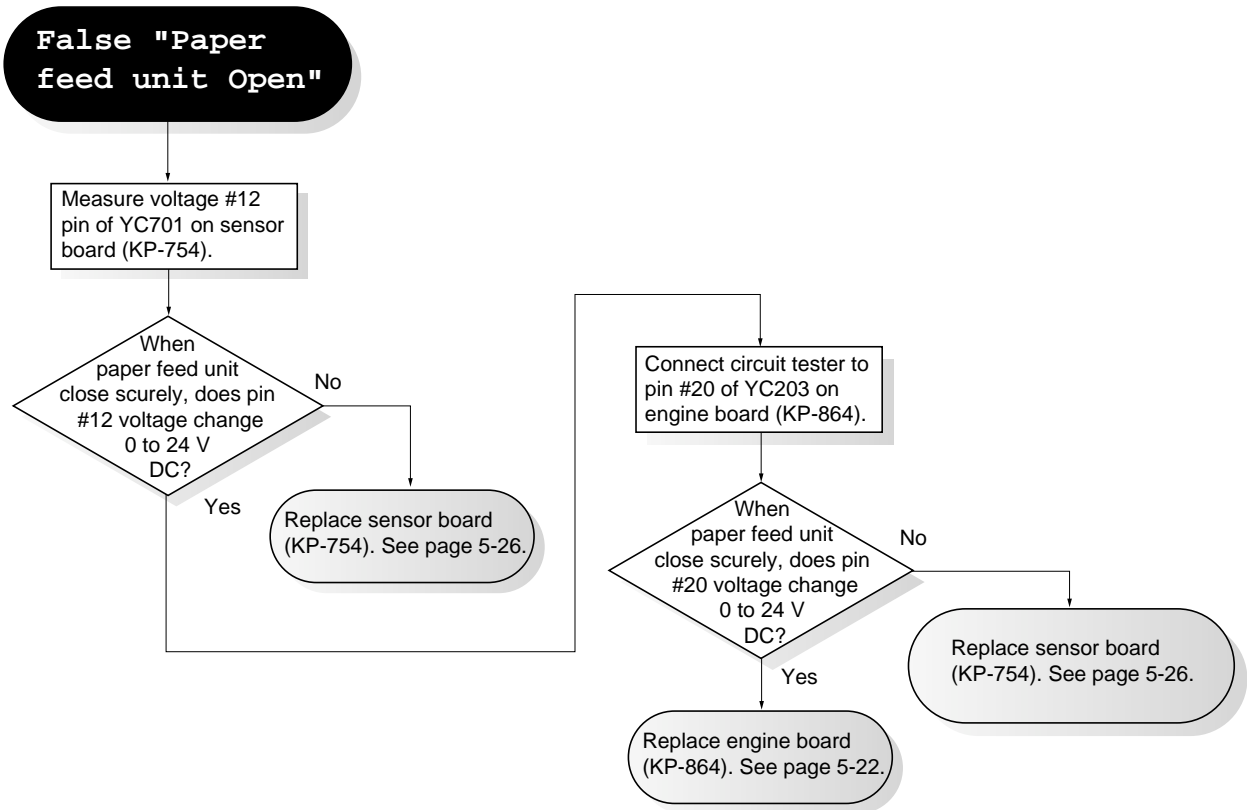 False "Paper
feed unit Open"
Measure voltage #12
pin of YC701 on sensor
board (KP-754).
When
paper feed unit
close scurely, does pin
#12 voltage change
0 to 24 V
DC?
No
Yes
Replace sensor board
(KP-754). See page 5-26.
Connect circuit tester to
pin #20 of YC203 on
engine board (KP-864).
When
paper feed unit
close scurely, does pin
#20 voltage change
0 to 24 V
DC?
No
Yes
Replace sensor board
(KP-754). See page 5-26.
Replace engine board
(KP-864). See page 5-22.